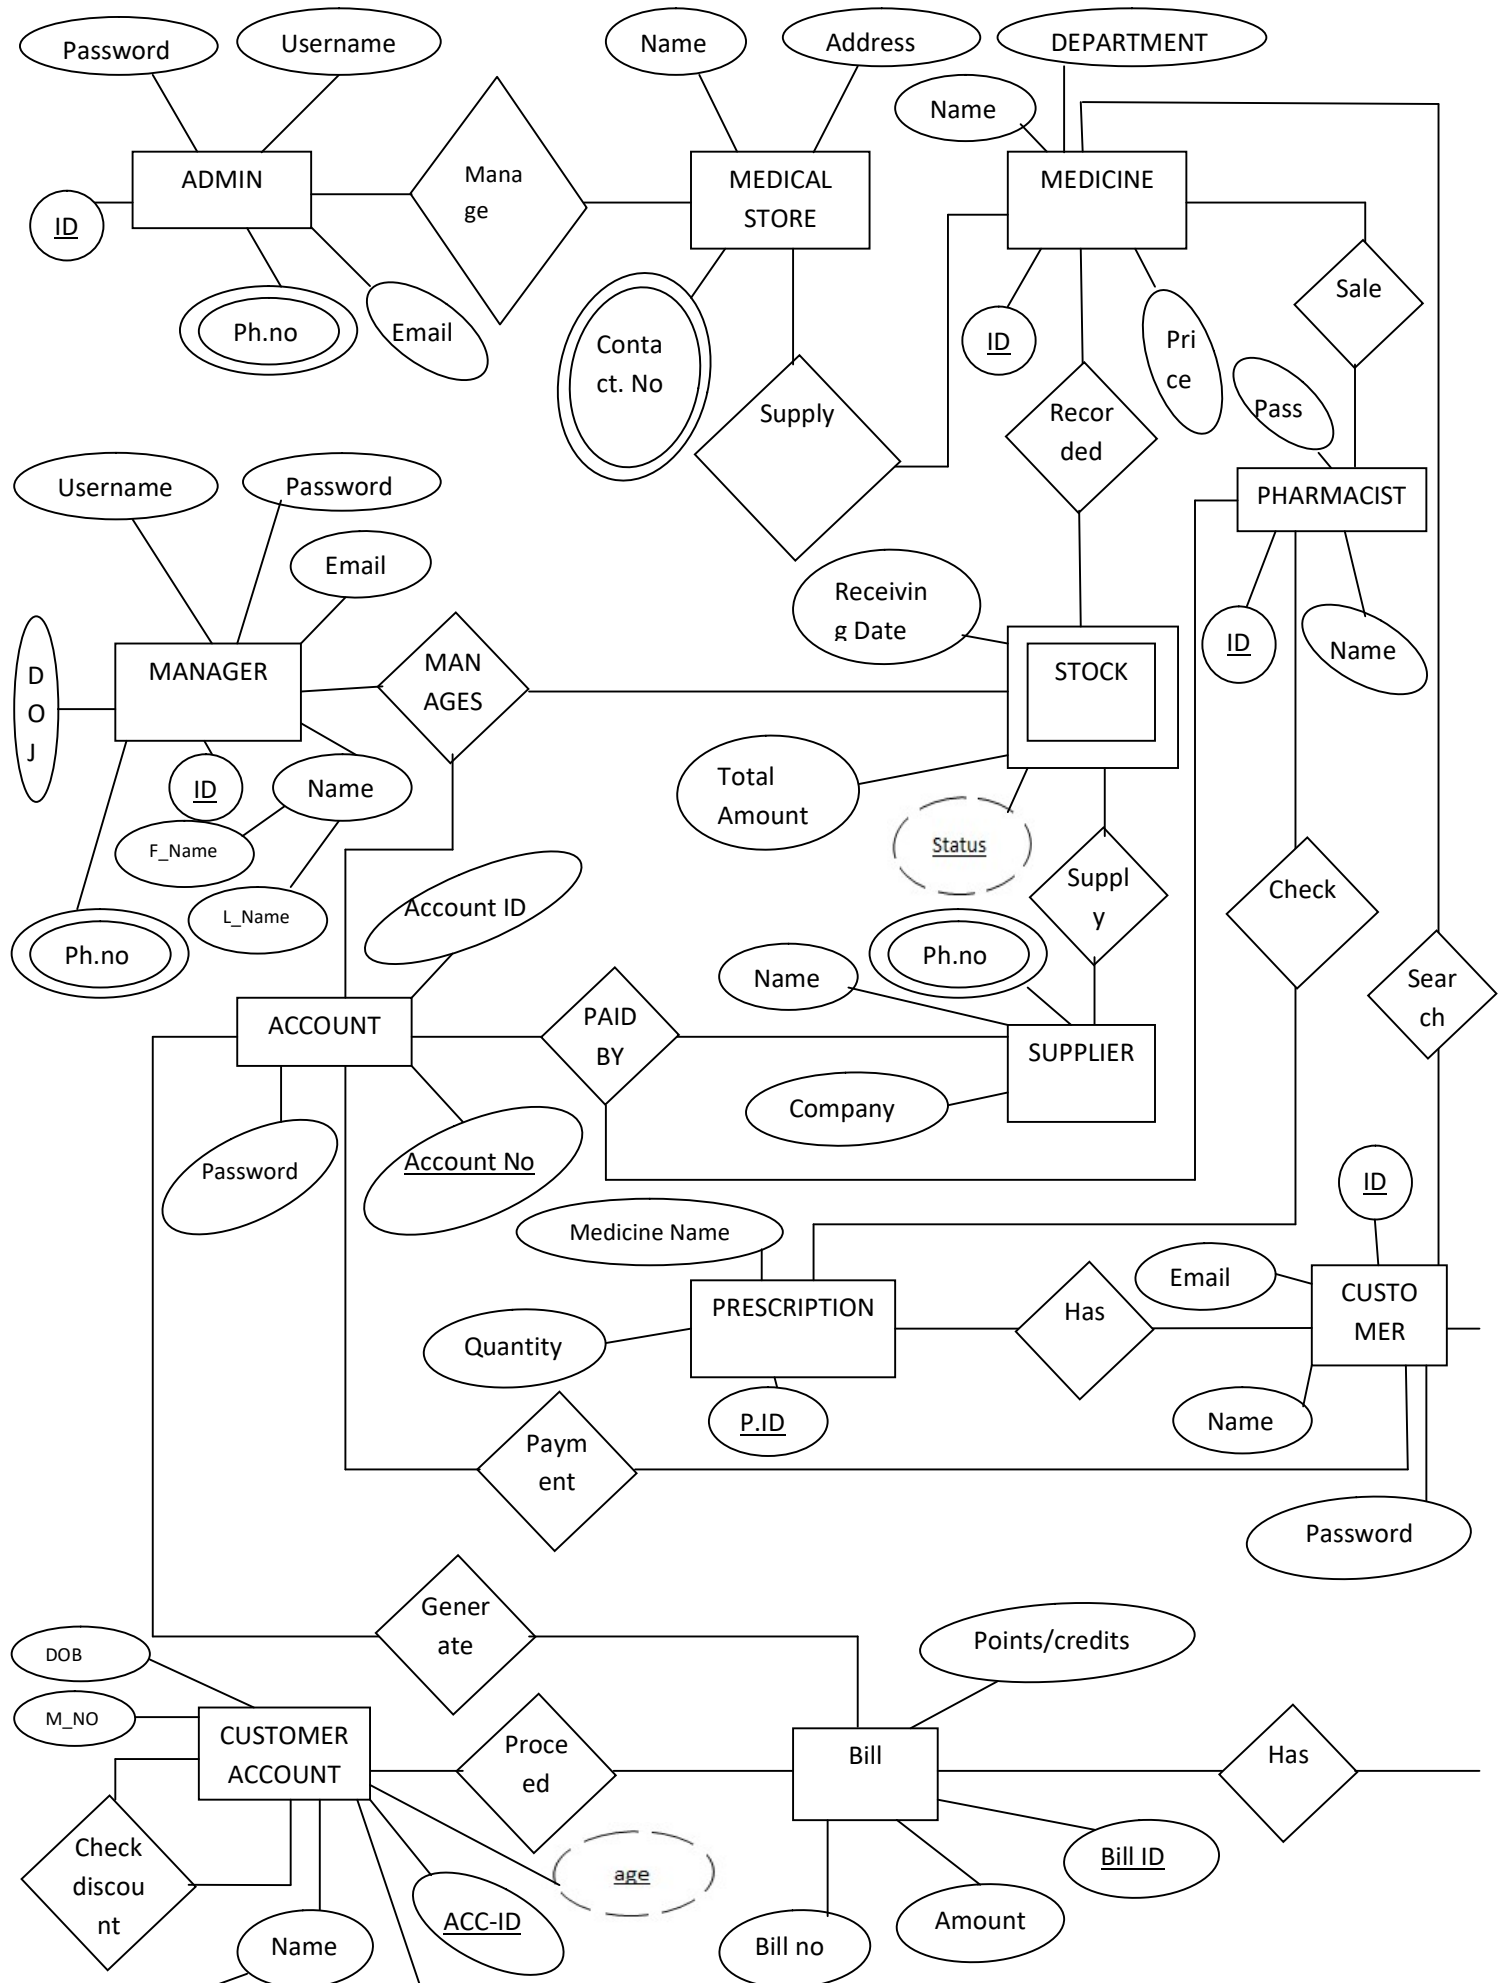 Password
Username
Name
Address
DEPARTMENT
Name
ADMIN
Mana
ge
MEDICAL
STORE
MEDICINE
ID
Ph.no
Email
Conta
ct. No
Supply
ID
Pri
ce
Sale
Recor
ded
Pass
PHARMACIST
Username
Password
Email
Receivin
g Date
STOCK
ID
Name
D
O
J
MANAGER
MAN
AGES
ID
Name
F_Name
L_Name
Ph.no
Total
Amount
Status
Suppl
y
Check
Account ID
Ph.no
Name
Sear
ch
ACCOUNT
PAID
BY
SUPPLIER
Company
Password
Account No
ID
Medicine Name
Email
PRESCRIPTION
Has
CUSTO
MER
Quantity
P.ID
Name
Paym
ent
Password
Gener
ate
Points/credits
DOB
M_NO
CUSTOMER
ACCOUNT
Proce
ed
Bill
Has
Check
discou
nt
age
Bill ID
ACC-ID
Amount
Name
Bill no